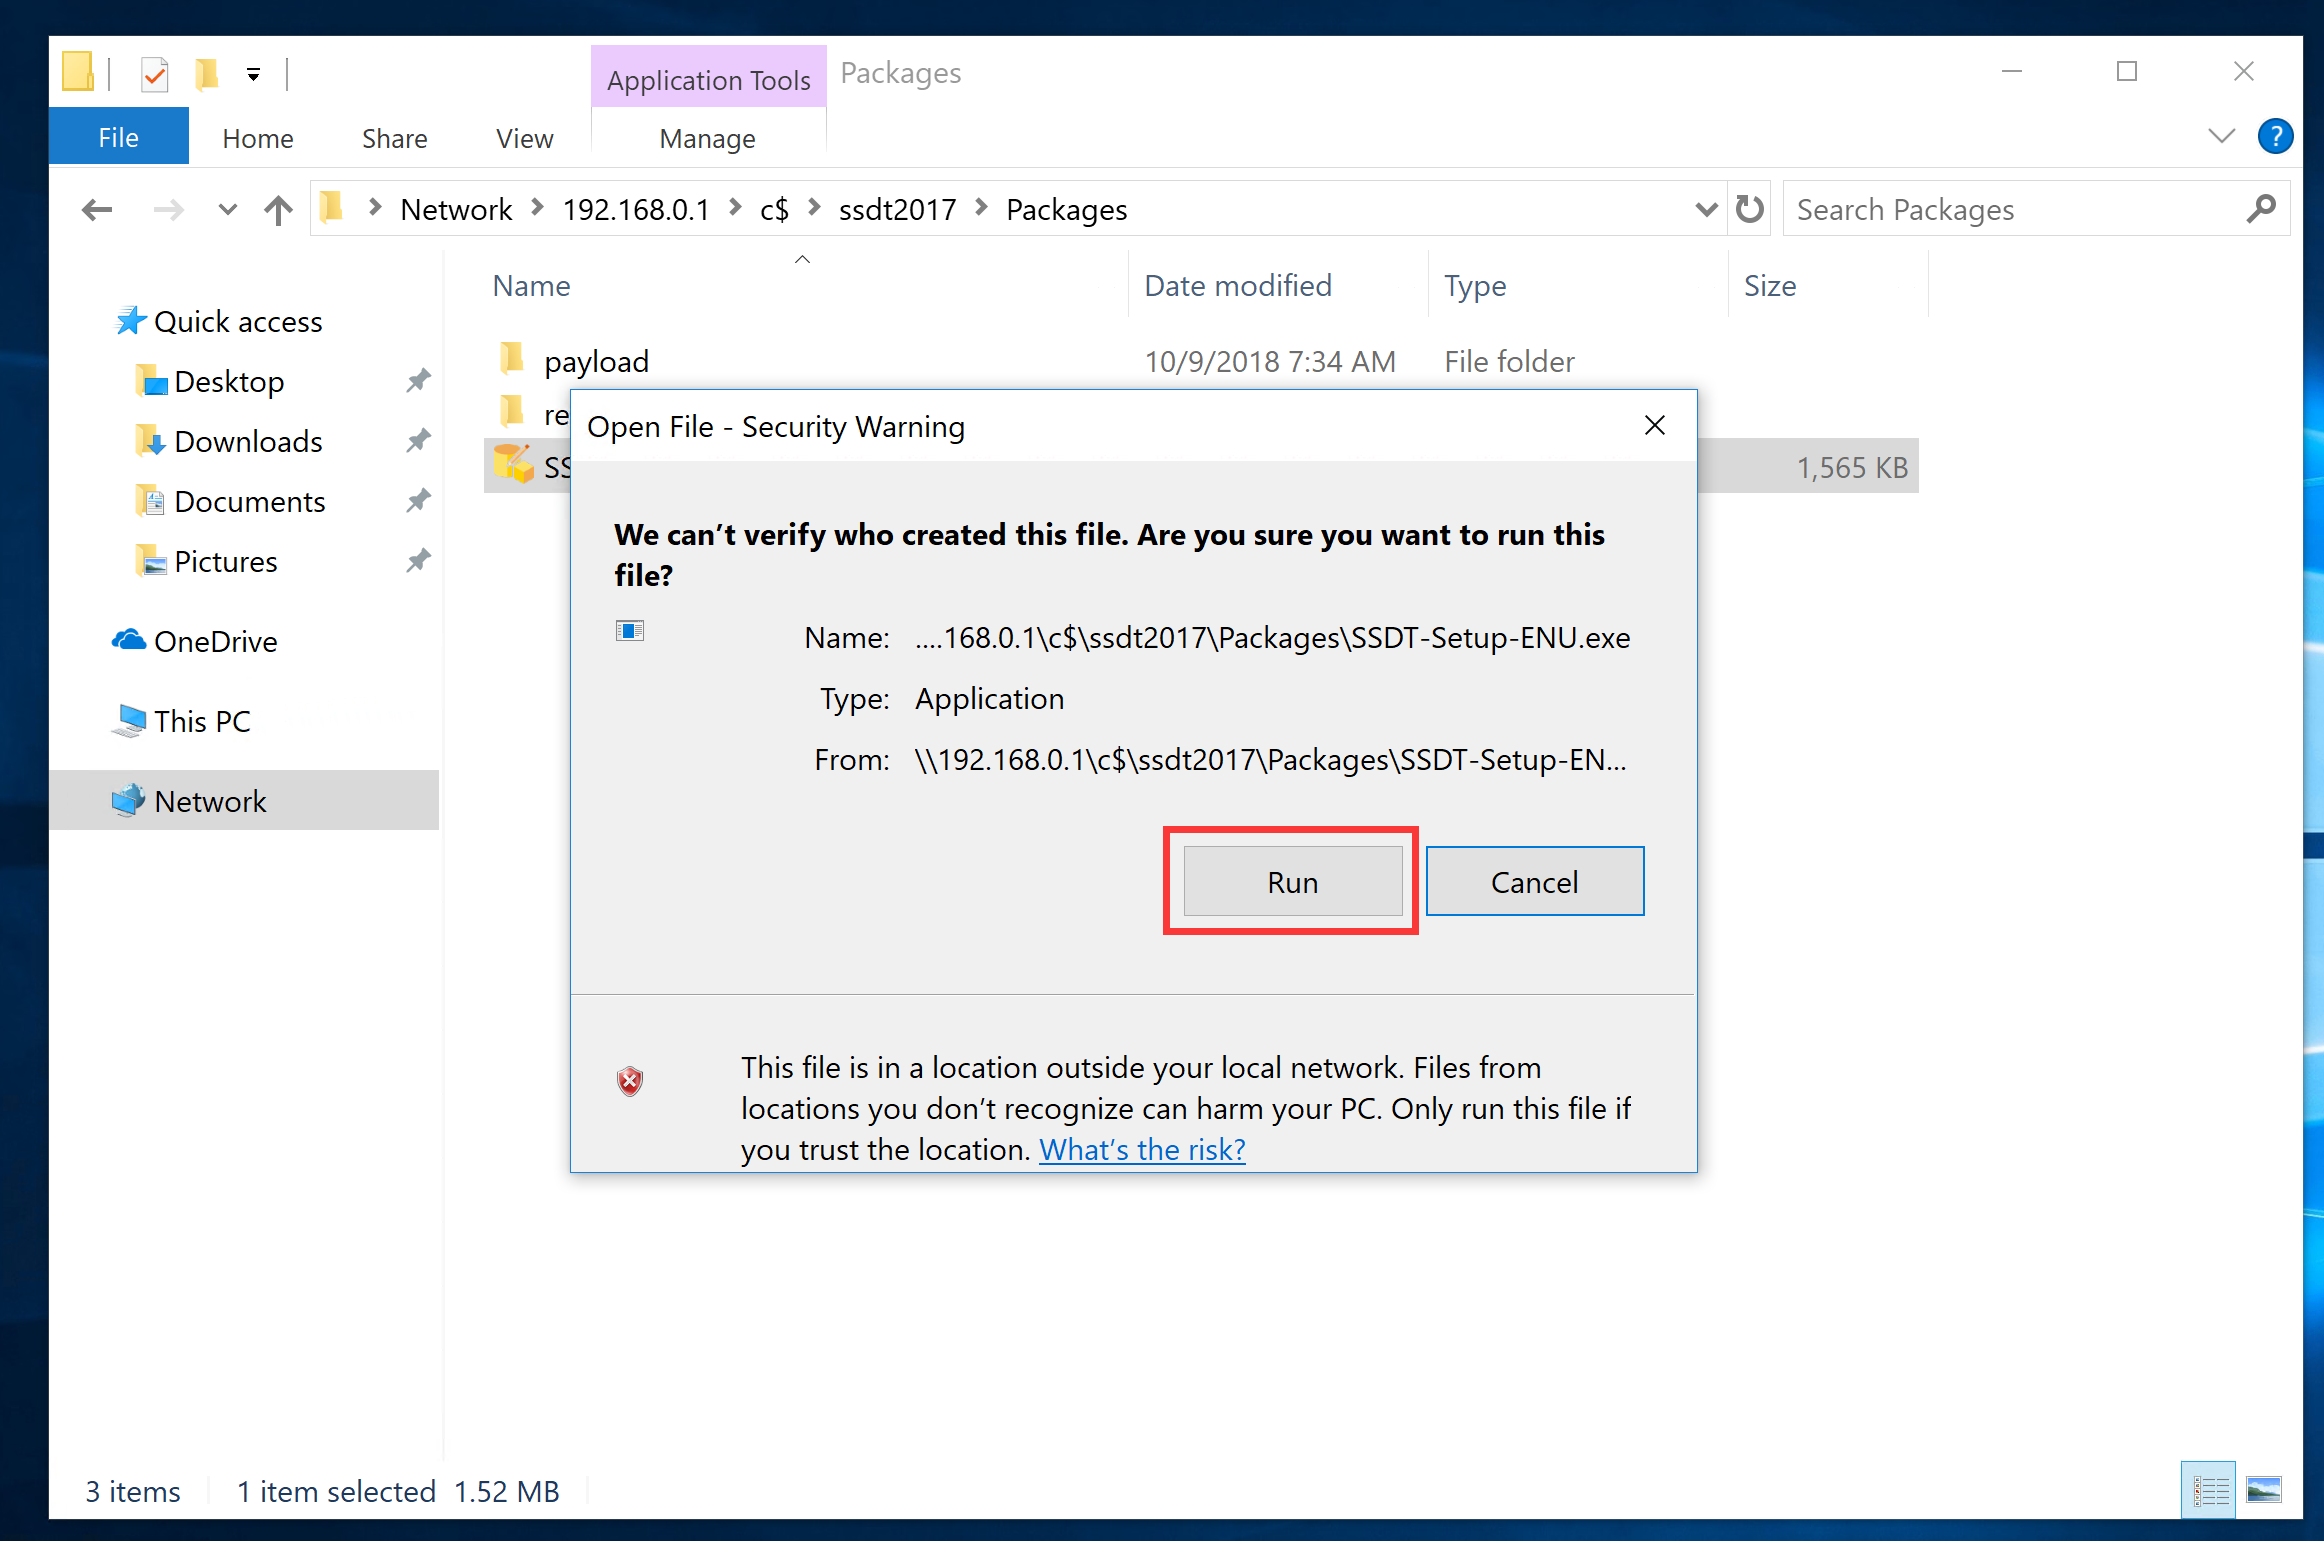 Application Tools
Packages
File
Home
Share
View
Manage
?
Network
192.168.0.1
c$
ssdt2017
Packages
Search Packages
Name
Date modified
Type
Size
Quick access
Desktop
Downloads
Documents
Pictures
OneDrive
This PC
Network
payload
10/9/2018 7:34 AM
File folder
re
SS
1,565 KB
Open File - Security Warning
We can’t verify who created this file. Are you sure you want to run this
file?
Name: ....168.0.1\c$\ssdt2017\Packages\SSDT-Setup-ENU.exe
Type: Application
From: \\192.168.0.1\c$\ssdt2017\Packages\SSDT-Setup-EN...
Run
Cancel
This file is in a location outside your local network. Files from
locations you don’t recognize can harm your PC. Only run this file if
you trust the location. What’s the risk?
3 items
1 item selected 1.52 MB